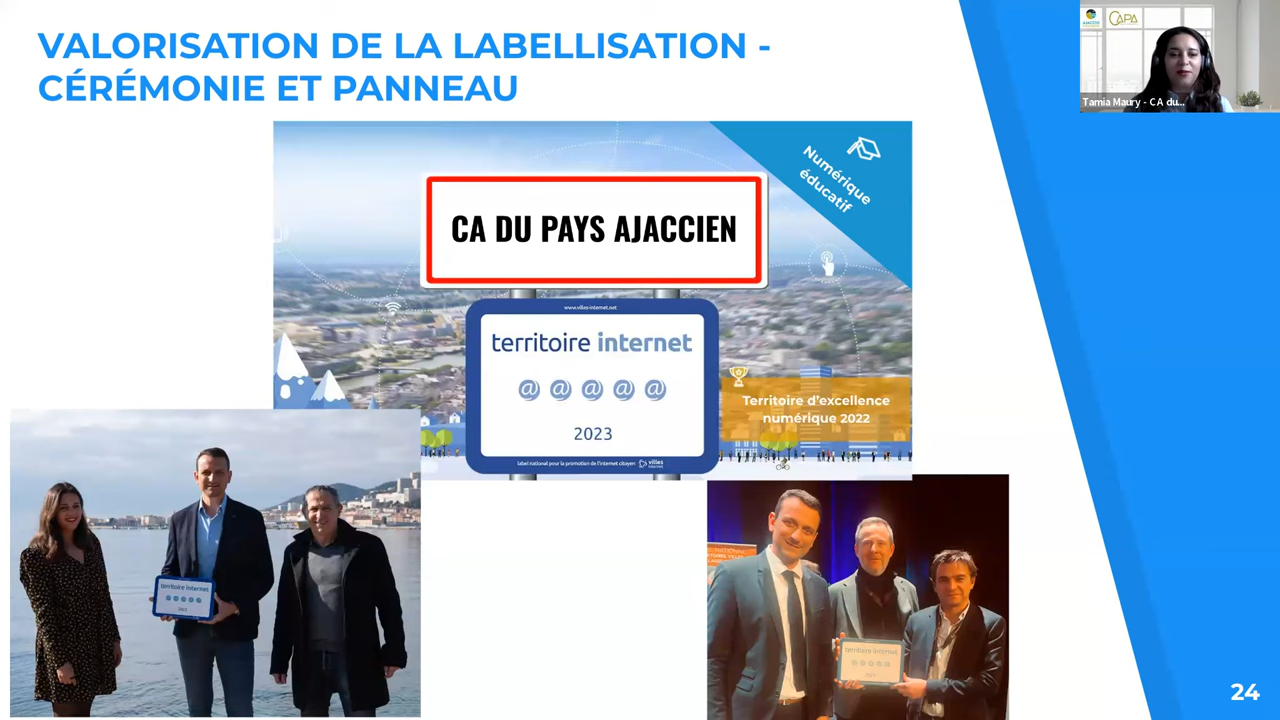 VALORISATION DE LA LABELLISATION -
CÉRÉMONIE ET PANNEAU
CAPA
Tamia Maury - CA du...
Numérique
éducatif
CA DU PAYS AJACCIEN
www.villes-internet.net
territoire internet
@ @ @ @ @
2023
label national pour la promotion de l'internet citoyen villes internet
Territoire d'excellence
numérique 2022
territoire internet
@ @ @ @ @
2023
territoire internet
@ @ @ @ @
24